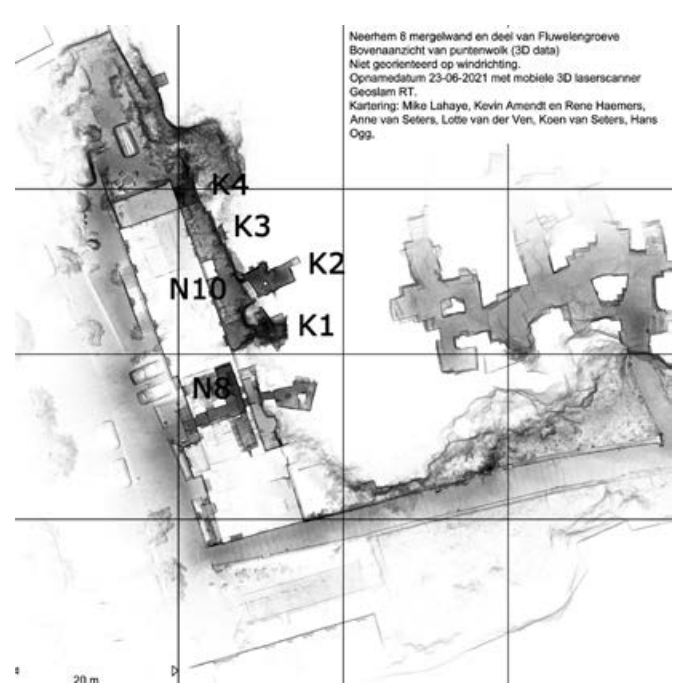 Neerhem 8 mergelwand en deel van Fluwelengroeve
Bovenaanzicht van puntenwolk (3D data)
Niet georienteerd op windrichting.
Opnamedatum 23-06-2021 met mobiele 3D laserscanner
Geoslam RT.
Kartering: Mike Lahaye, Kevin Amendt en Rene Haemers,
Anne van Seters, Lotte van der Ven, Koen van Seters, Hans
Ogg,
K4
K3
K2
N10
K1
N8
20 m